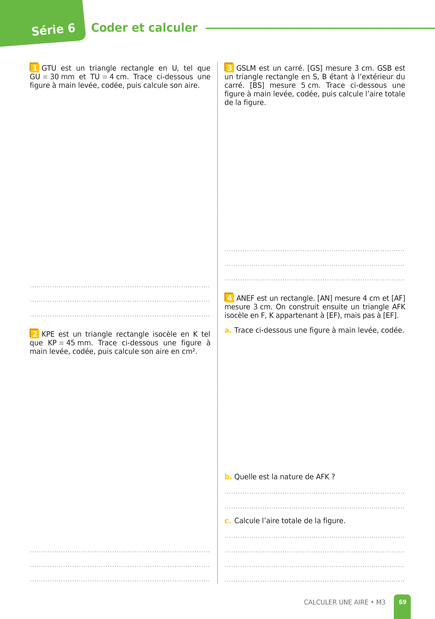 Série 6
Coder et calculer
1 GTU est un triangle rectangle en U, tel que
GU = 30 mm et TU = 4 cm. Trace ci-dessous une
figure à main levée, codée, puis calcule son aire.
2 KPE est un triangle rectangle isocèle en K tel
que KP = 45 mm. Trace ci-dessous une figure à
main levée, codée, puis calcule son aire en cm².
3 GSLM est un carré. [GS] mesure 3 cm. GSB est
un triangle rectangle en S, B étant à l'extérieur du
carré. [BS] mesure 5 cm. Trace ci-dessous une
figure à main levée, codée, puis calcule l'aire totale
de la figure.
4 ANEF est un rectangle. [AN] mesure 4 cm et [AF]
mesure 3 cm. On construit ensuite un triangle AFK
isocèle en F, K appartenant à [EF), mais pas à [EF].
a. Trace ci-dessous une figure à main levée, codée.
b. Quelle est la nature de AFK ?
c. Calcule l'aire totale de la figure.
CALCULER UNE AIRE • M3
69